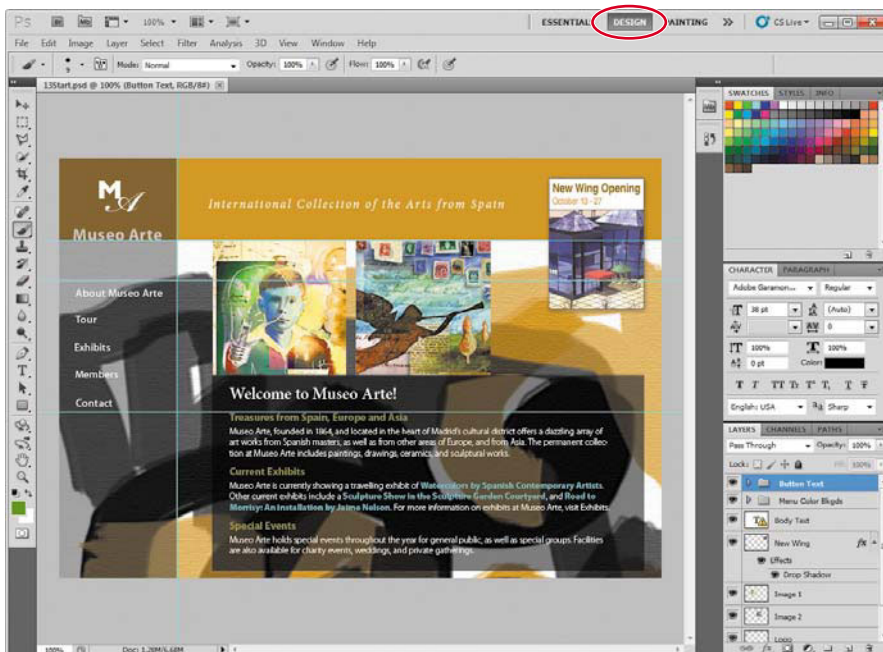 Ps 100% ESSENTIAL DESIGN PAINTING CS Live
File Edit Image Layer Select Filter Analysis 3D View Window Help
Mode: Normal Opacity: 100% Flow: 100%
13Start.psd @ 100% (Button Text, RGB/8#)
SWATCHES STYLES INFO
MA
Museo Arte
International Collection of the Arts from Spain
New Wing Opening
October 13 - 27
About Museo Arte
Tour
Exhibits
Members
Contact
Welcome to Museo Arte!
Treasures from Spain, Europe and Asia
Museo Arte, founded in 1864, and located in the heart of Madrid's cultural district offers a dazzling array of
art works from Spanish masters, as well as from other areas of Europe, and from Asia. The permanent collec-
tion at Museo Arte includes paintings, drawings, ceramics, and sculptural works.
Current Exhibits
Museo Arte is currently showing a travelling exhibit of Watercolors by Spanish Contemporary Artists.
Other current exhibits include a Sculpture Show in the Sculpture Garden Courtyard, and Road to
Morrisy: An Installation by Jaime Nelson. For more information on exhibits at Museo Arte, visit Exhibits.
Special Events
Museo Arte holds special events throughout the year for general public, as well as special groups. Facilities
are also available for charity events, weddings, and private gatherings.
CHARACTER PARAGRAPH
Adobe Garamon... Regular
38 pt (Auto)
0
100% 100%
0 pt Color:
T T TT Tr T' T, T T
English: USA aa Sharp
LAYERS CHANNELS PATHS
Pass Through Opacity: 100%
Lock: Fill: 100%
Button Text
Menu Color Bkgds
Body Text
New Wing fx
Effects
Drop Shadow
Image 1
Image 2
Logo
100% Doc: 1.20M/6.68M